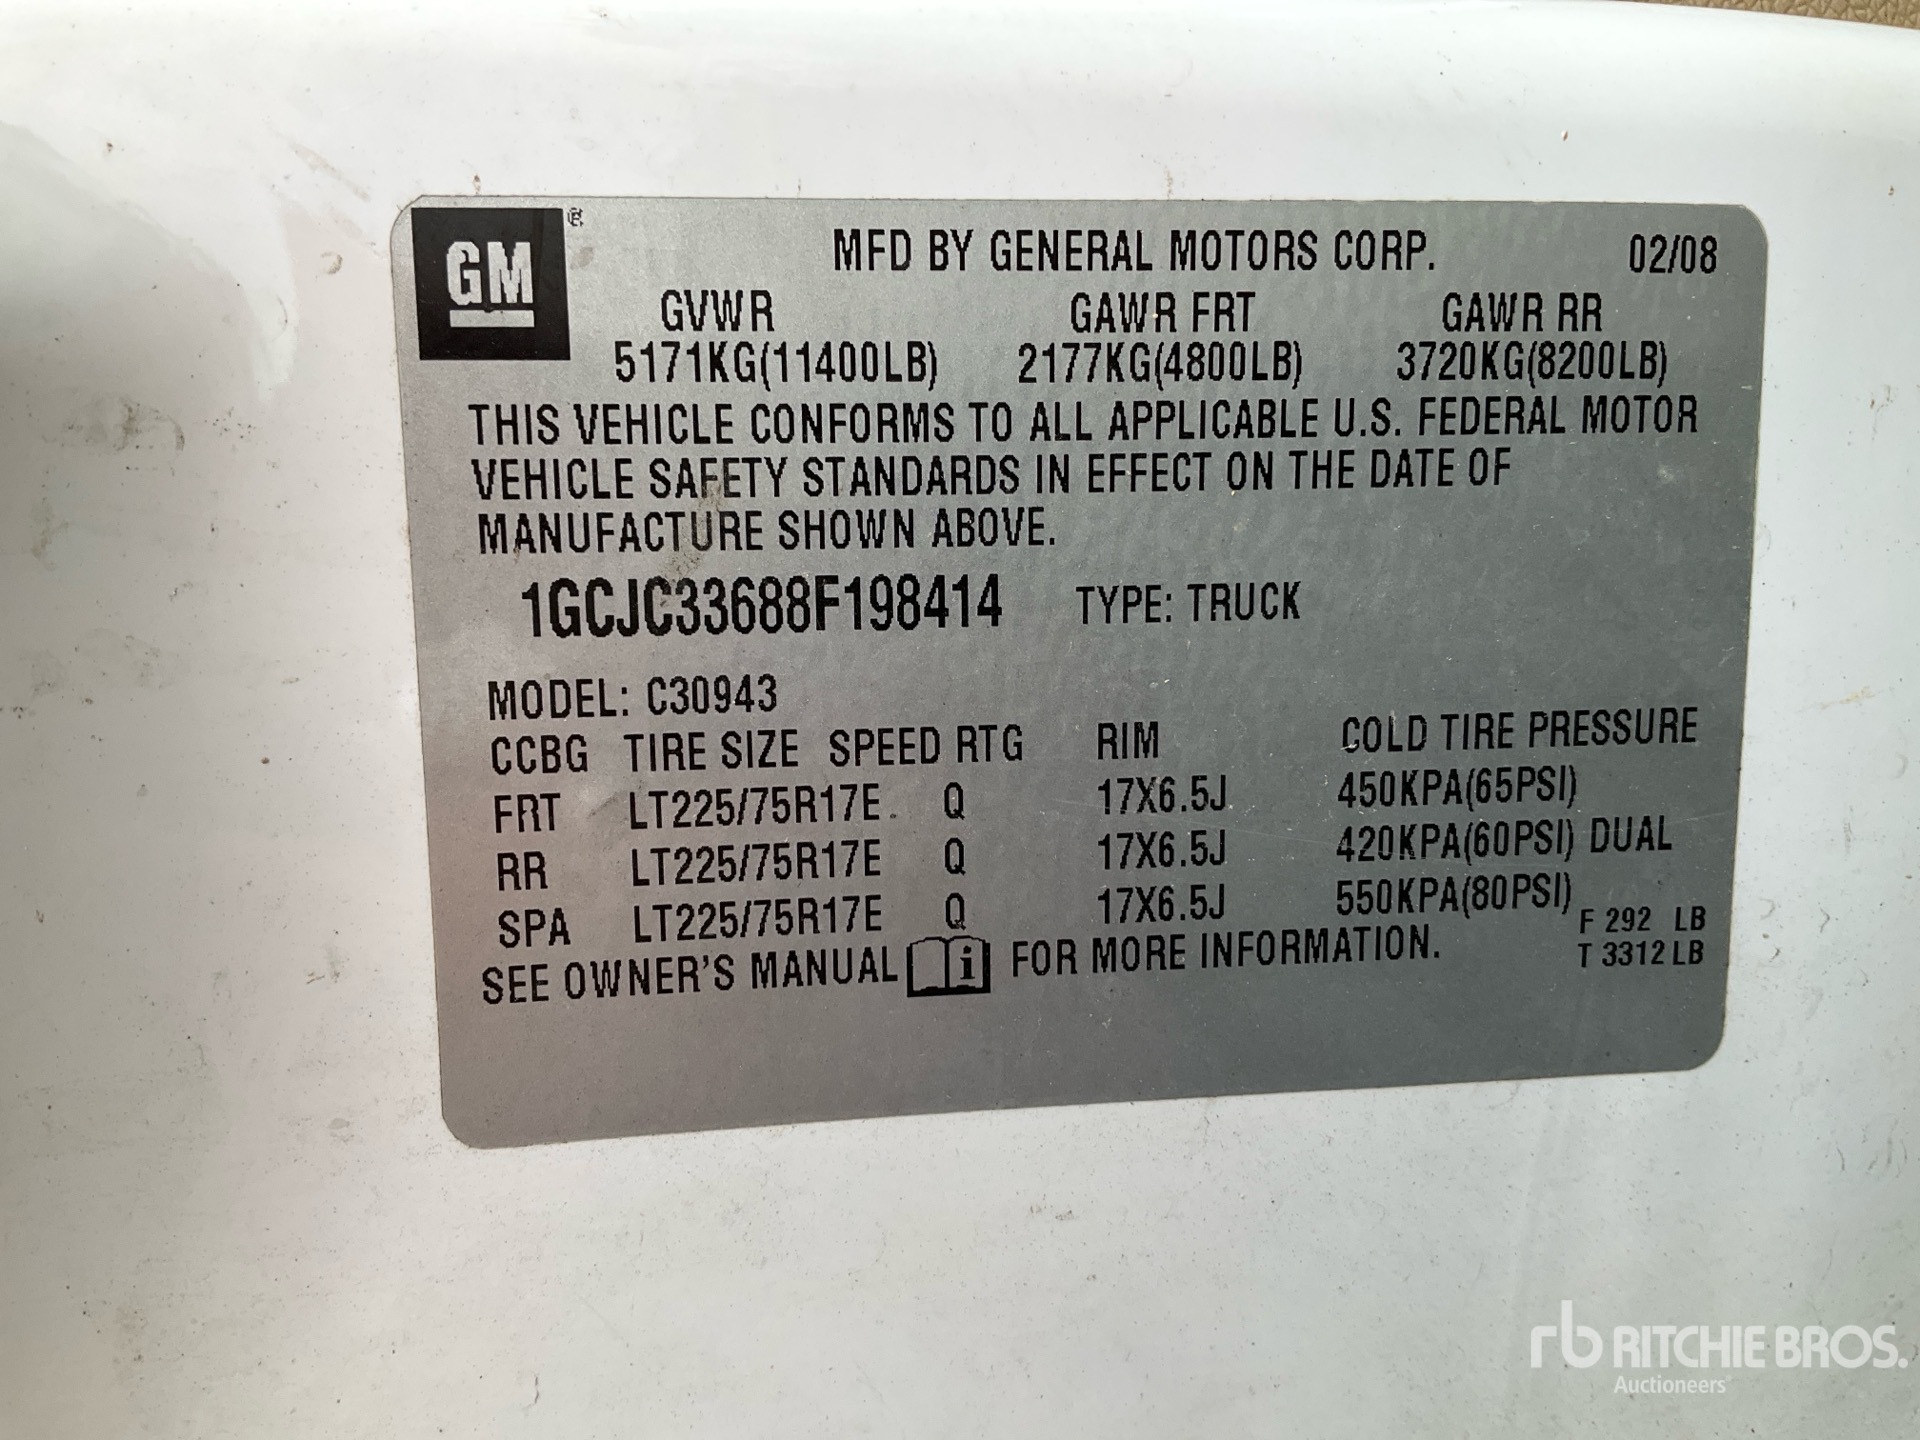 GM ®
MFD BY GENERAL MOTORS CORP. 02/08
GVWR GAWR FRT GAWR RR
5171KG(11400LB) 2177KG(4800LB) 3720KG(8200LB)
THIS VEHICLE CONFORMS TO ALL APPLICABLE U.S. FEDERAL MOTOR
VEHICLE SAFETY STANDARDS IN EFFECT ON THE DATE OF
MANUFACTURE SHOWN ABOVE.
1GCJC33688F198414 TYPE: TRUCK
MODEL: C30943
CCBG TIRE SIZE SPEED RTG RIM COLD TIRE PRESSURE
FRT LT225/75R17E Q 17X6.5J 450KPA(65PSI)
RR LT225/75R17E Q 17X6.5J 420KPA(60PSI) DUAL
SPA LT225/75R17E Q 17X6.5J 550KPA(80PSI)
F 292 LB
T 3312 LB
SEE OWNER'S MANUAL i FOR MORE INFORMATION.
rb RITCHIE BROS.
Auctioneers